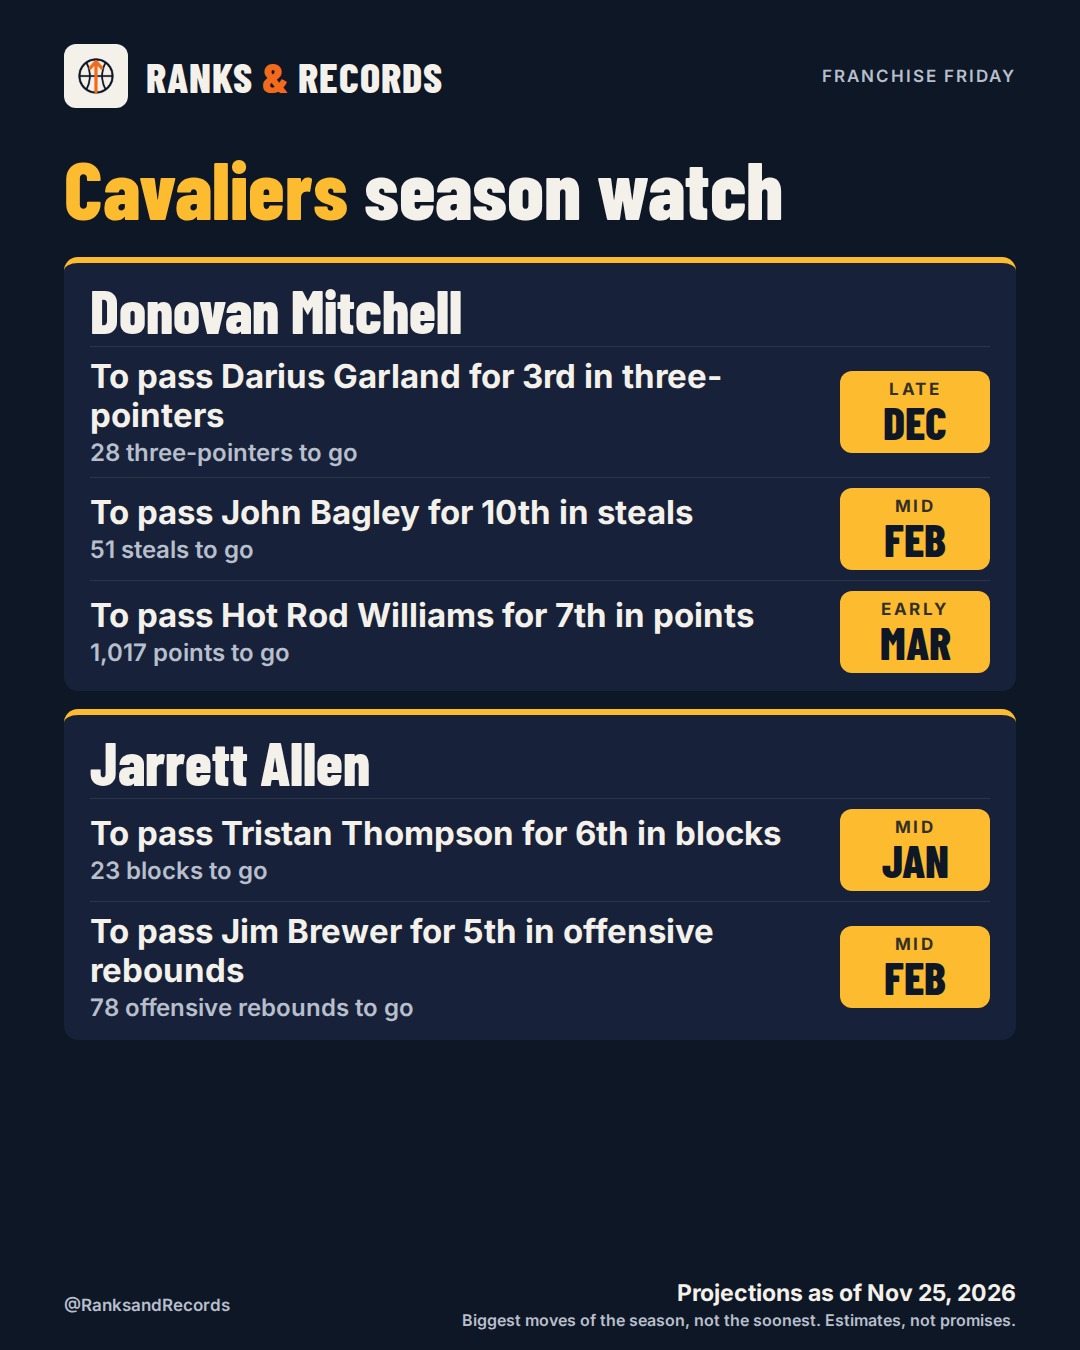 RANKS & RECORDS
FRANCHISE FRIDAY
Cavaliers season watch
Donovan Mitchell
To pass Darius Garland for 3rd in three-
pointers
28 three-pointers to go
LATE
DEC
To pass John Bagley for 10th in steals
51 steals to go
MID
FEB
To pass Hot Rod Williams for 7th in points
1,017 points to go
EARLY
MAR
Jarrett Allen
To pass Tristan Thompson for 6th in blocks
23 blocks to go
MID
JAN
To pass Jim Brewer for 5th in offensive
rebounds
78 offensive rebounds to go
MID
FEB
@RanksandRecords
Projections as of Nov 25, 2026
Biggest moves of the season, not the soonest. Estimates, not promises.